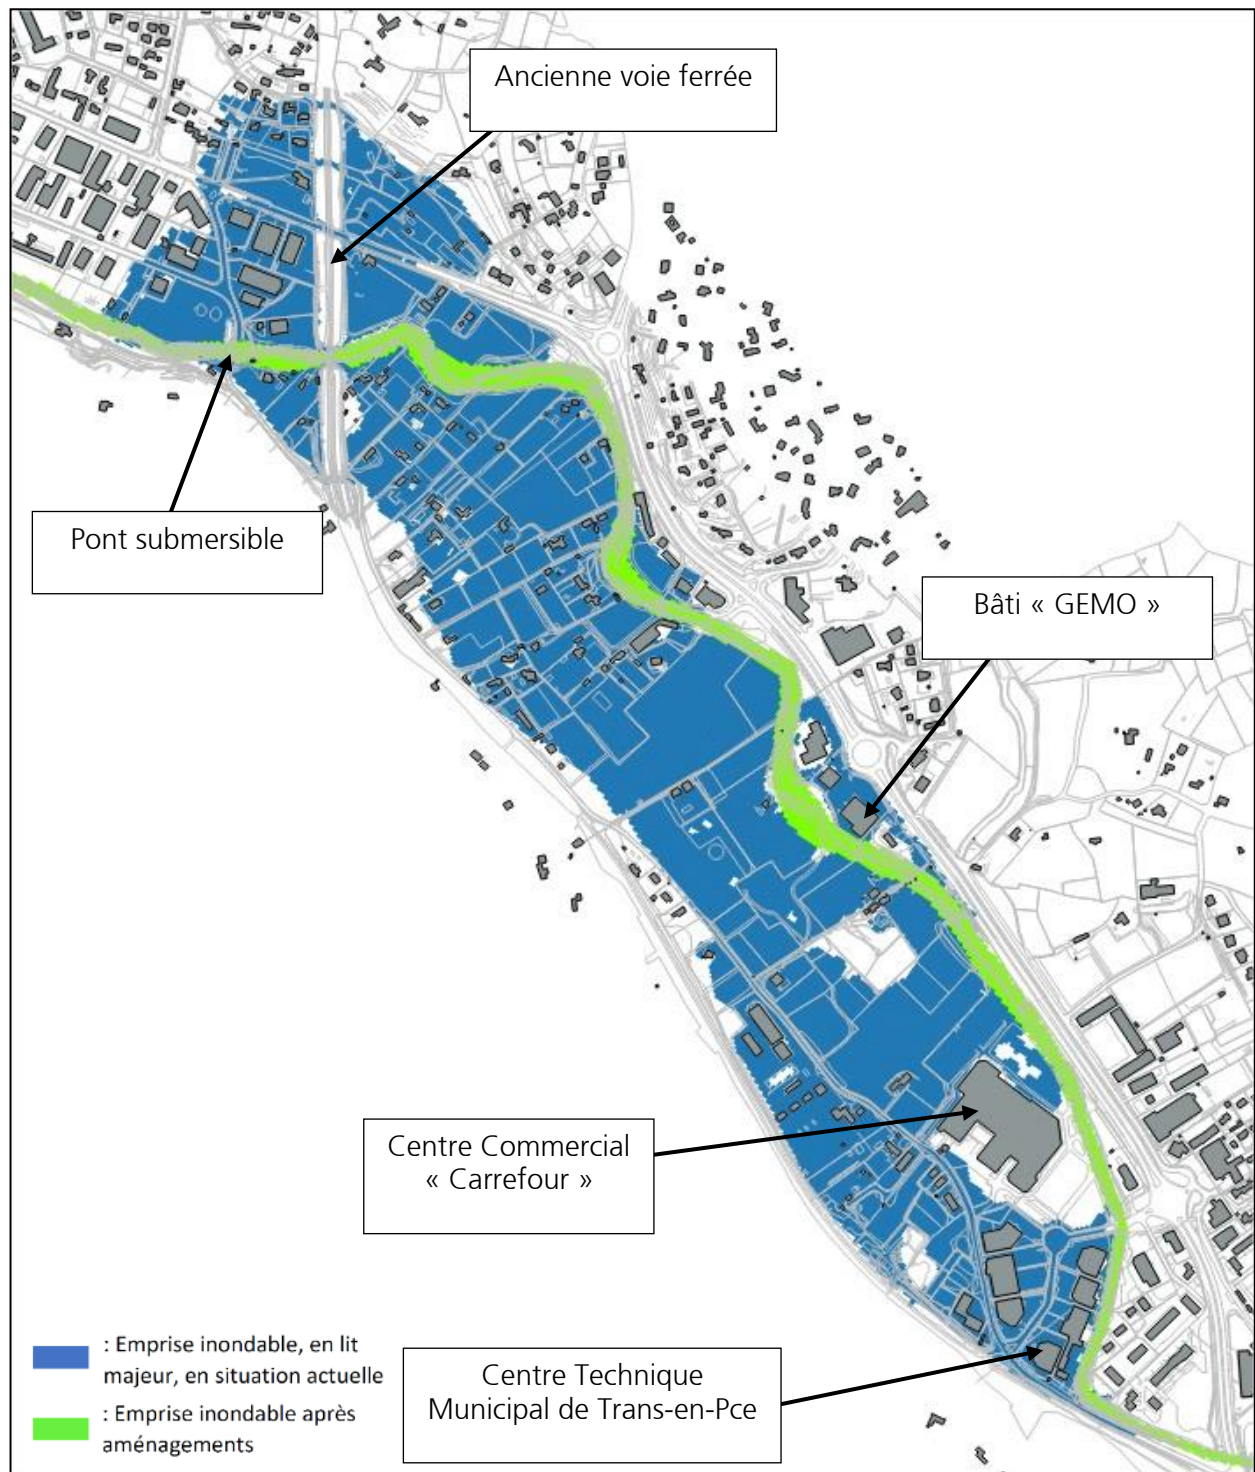 Ancienne voie ferrée
Pont submersible
Bâti « GEMO »
Centre Commercial
« Carrefour »
Centre Technique
Municipal de Trans-en-Pce
: Emprise inondable, en lit
majeur, en situation actuelle
: Emprise inondable après
aménagements